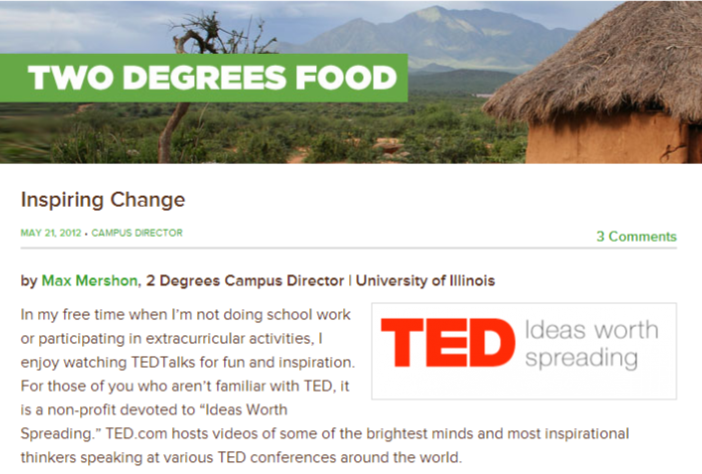 TWO DEGREES FOOD
Inspiring Change
MAY 21, 2012 • CAMPUS DIRECTOR
3 Comments
by Max Mershon, 2 Degrees Campus Director | University of Illinois
In my free time when I'm not doing school work
or participating in extracurricular activities, I
enjoy watching TEDTalks for fun and inspiration.
For those of you who aren't familiar with TED, it
is a non-profit devoted to “Ideas Worth
Spreading.” TED.com hosts videos of some of the brightest minds and most inspirational
thinkers speaking at various TED conferences around the world.
TED Ideas worth
spreading